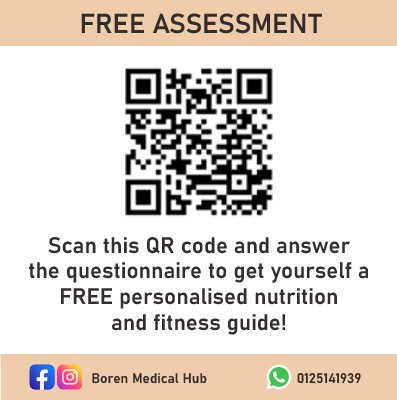 FREE ASSESSMENT
Scan this QR code and answer
the questionnaire to get yourself a
FREE personalised nutrition
and fitness guide!
Boren Medical Hub
0125141939